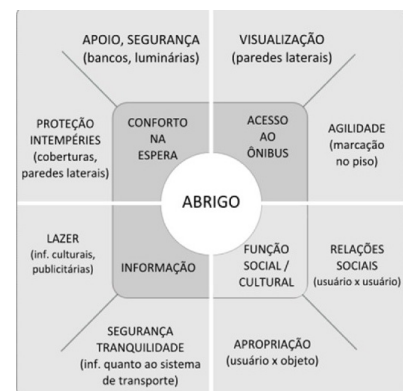 APOIO, SEGURANÇA
(bancos, luminárias)
VISUALIZAÇÃO
(paredes laterais)
PROTEÇÃO
INTEMPÉRIES
(coberturas,
paredes laterais)
CONFORTO
NA
ESPERA
ACESSO
AO
ÔNIBUS
AGILIDADE
(marcação
no piso)
ABRIGO
LAZER
(inf. culturais,
publicitárias)
INFORMAÇÃO
FUNÇÃO
SOCIAL /
CULTURAL
RELAÇÕES
SOCIAIS
(usuário x usuário)
SEGURANÇA
TRANQUILIDADE
(inf. quanto ao sistema
de transporte)
APROPRIAÇÃO
(usuário x objeto)